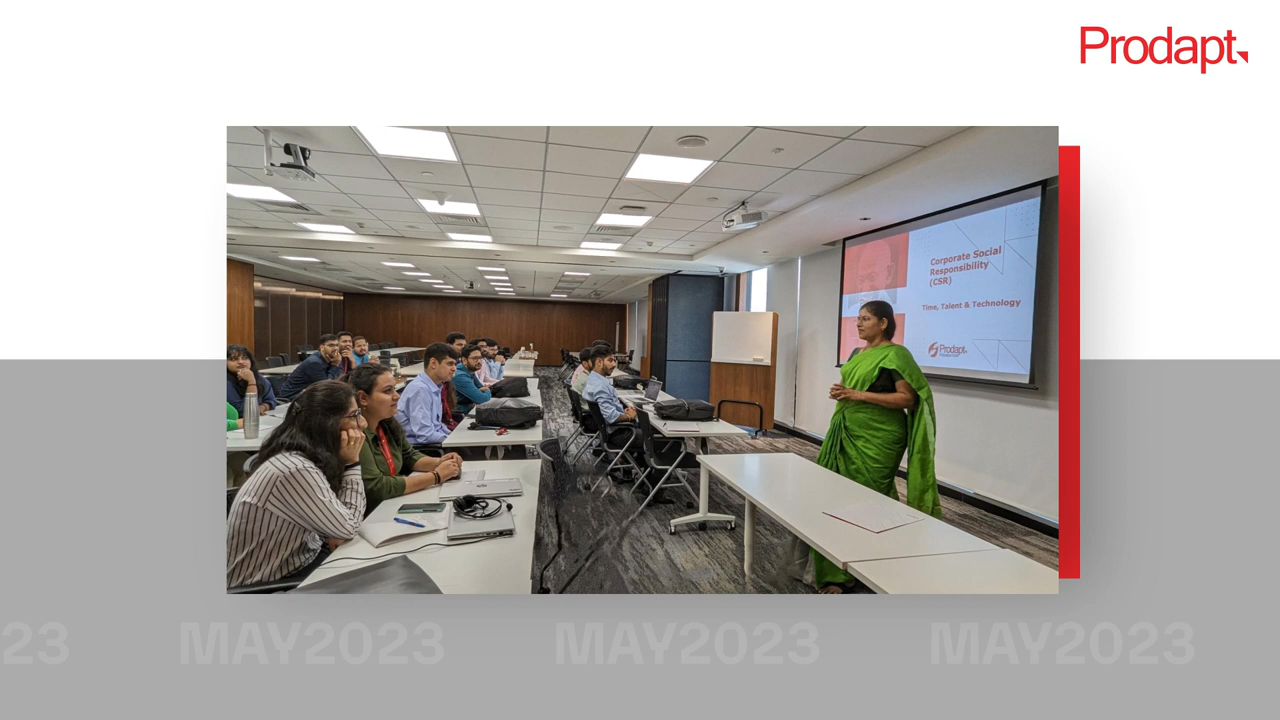 Prodapt
Corporate Social
Responsibility
(CSR)
Time, Talent & Technology
Prodapt
23 MAY2023 MAY2023 MAY2023